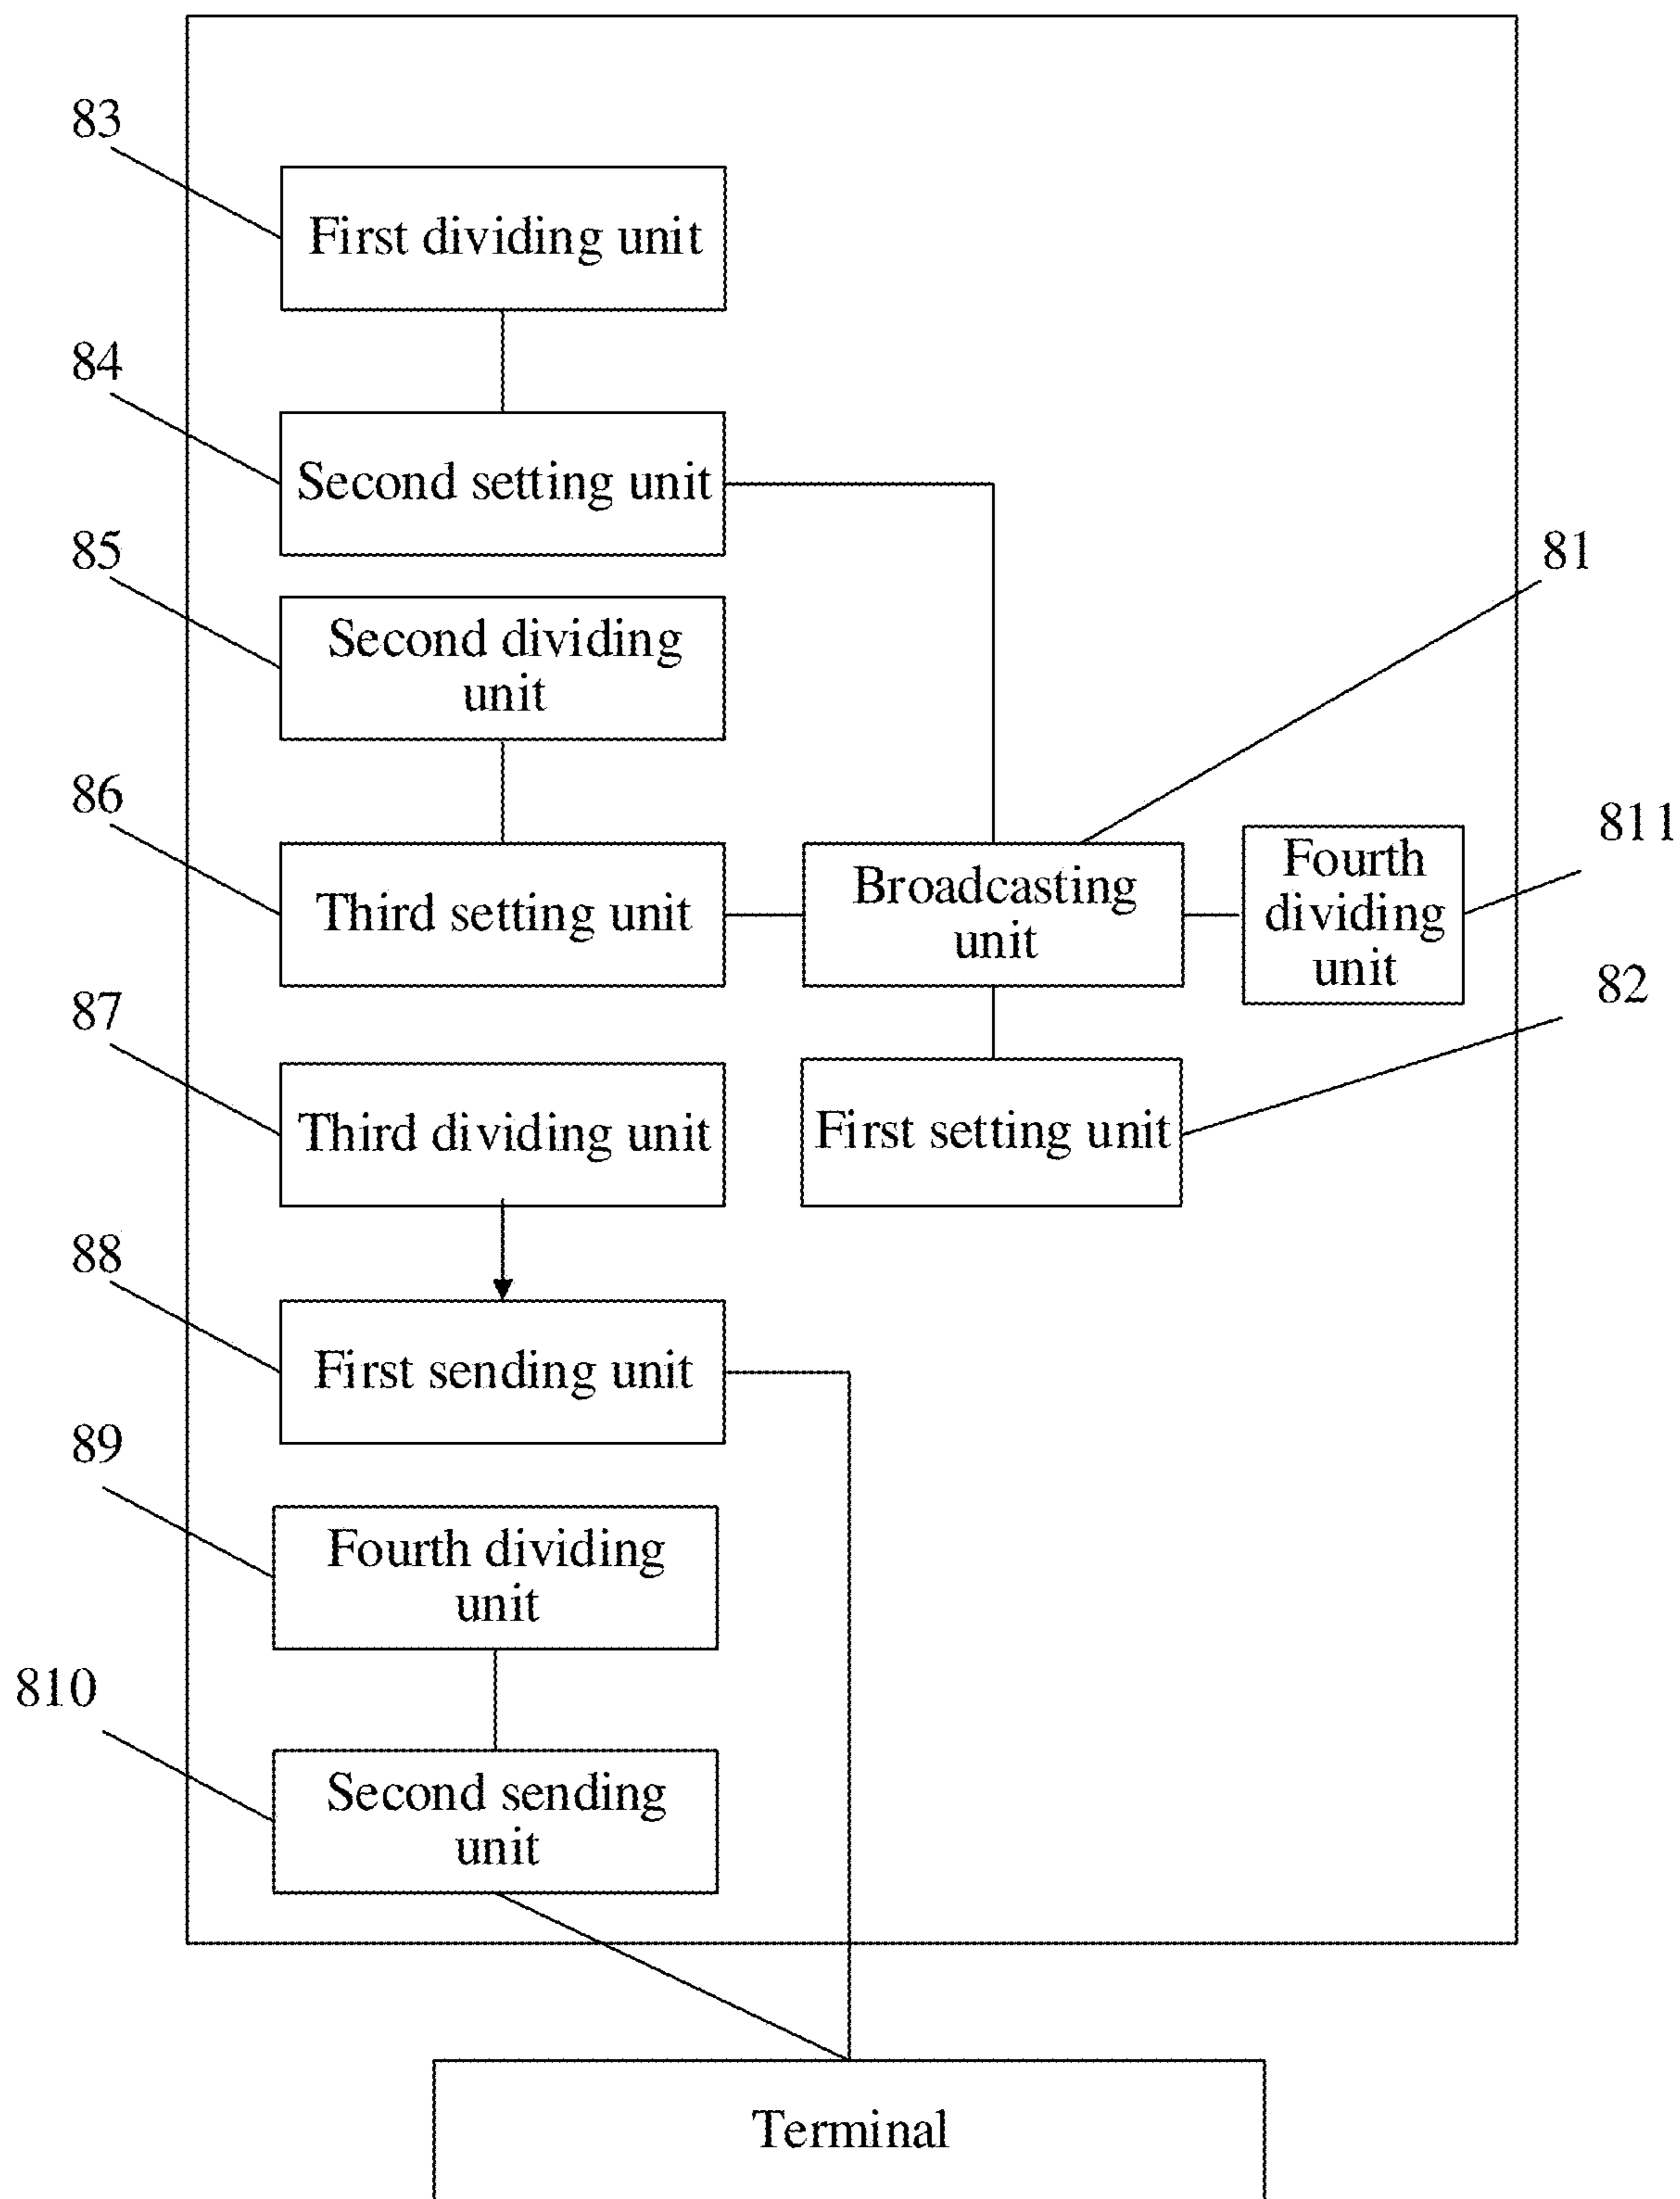 83
First dividing unit
84
Second setting unit
85
Second dividing
unit
81
86
Third setting unit
Broadcasting
unit
Fourth
dividing
unit
811
82
87
Third dividing unit
First setting unit
88
First sending unit
89
Fourth dividing
unit
810
Second sending
unit
Terminal